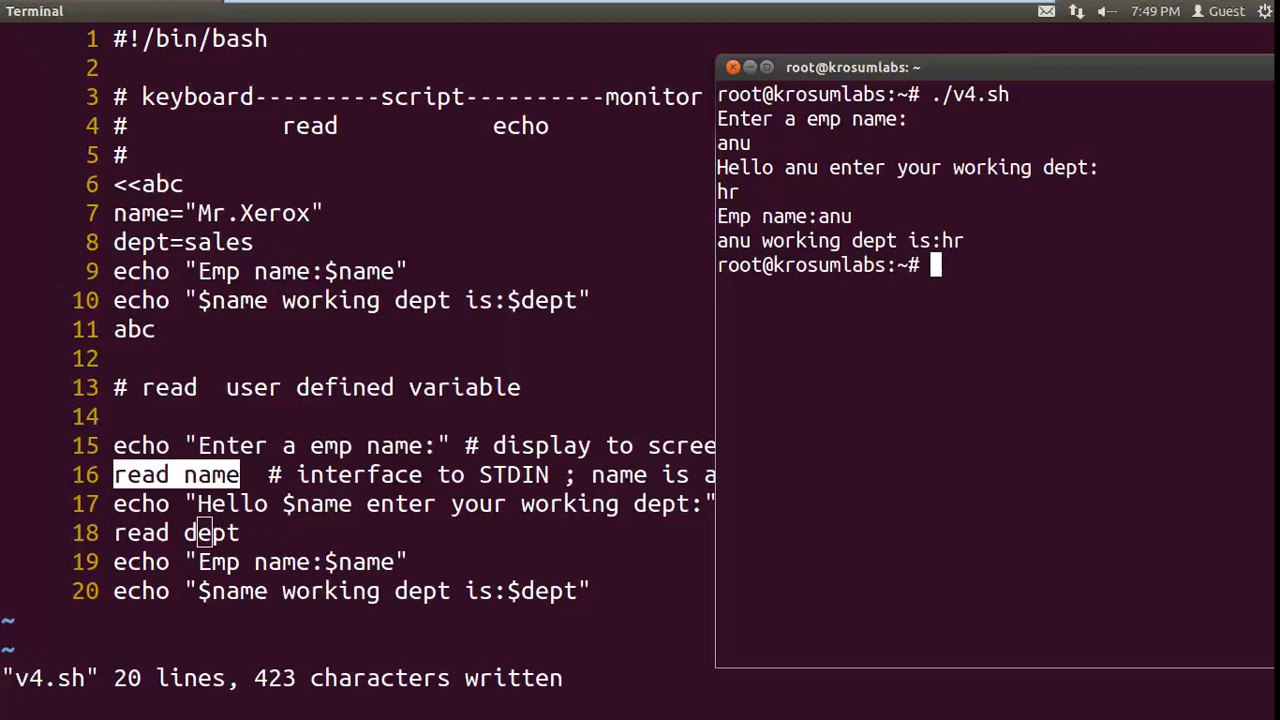 Terminal
7:49 PM Guest
1 #!/bin/bash
2
3 # keyboard---------script----------monitor
4 #           read           echo
5 #
6 <<abc
7 name="Mr.Xerox"
8 dept=sales
9 echo "Emp name:$name"
10 echo "$name working dept is:$dept"
11 abc
12
13 # read  user defined variable
14
15 echo "Enter a emp name:" # display to scree
16 read name  # interface to STDIN ; name is a
17 echo "Hello $name enter your working dept:"
18 read dept
19 echo "Emp name:$name"
20 echo "$name working dept is:$dept"
~
~
"v4.sh" 20 lines, 423 characters written
root@krosumlabs: ~
root@krosumlabs:~# ./v4.sh
Enter a emp name:
anu
Hello anu enter your working dept:
hr
Emp name:anu
anu working dept is:hr
root@krosumlabs:~#